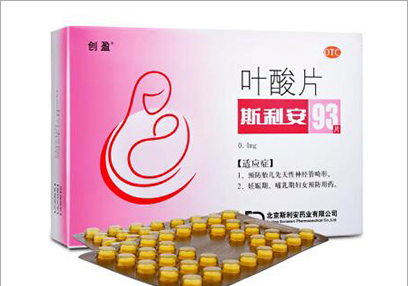 创盈®
OTC
叶酸片
斯利安 93片
0.4mg
【适应症】
1、预防胎儿先天性神经管畸形。
2、妊娠期、哺乳期妇女预防用药。
北京斯利安药业有限公司